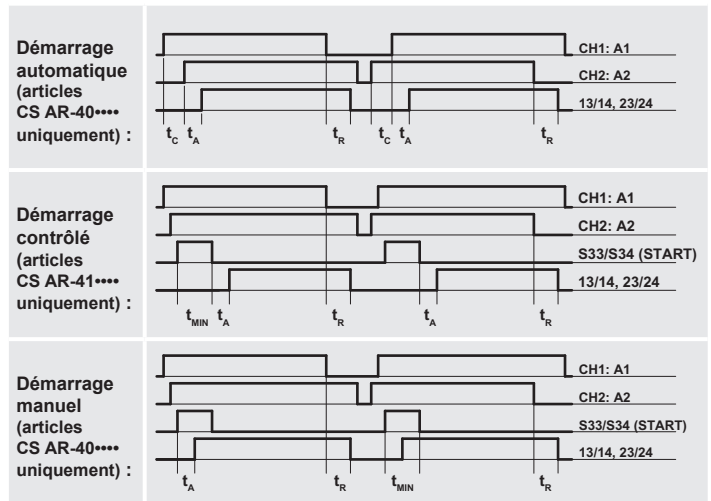 Démarrage
automatique
(articles
CS AR-40••••
uniquement) :
CH1: A1
CH2: A2
13/14, 23/24
tC tA tR tC tA tR
Démarrage
contrôlé
(articles
CS AR-41••••
uniquement) :
CH1: A1
CH2: A2
S33/S34 (START)
13/14, 23/24
tMIN tA tR tA tR
Démarrage
manuel
(articles
CS AR-40••••
uniquement) :
CH1: A1
CH2: A2
S33/S34 (START)
13/14, 23/24
tA tR tMIN tR